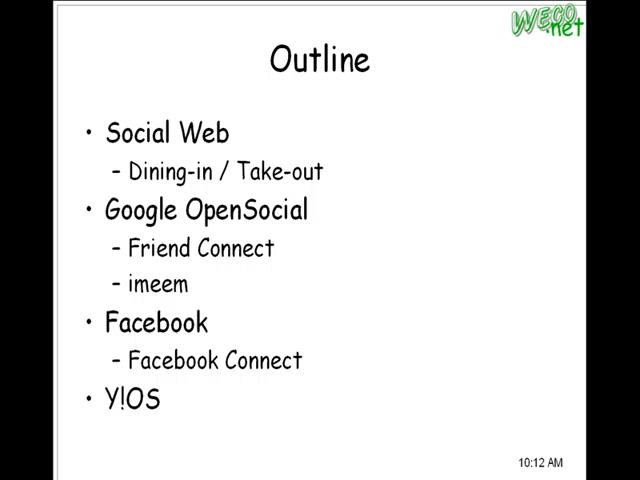 WECO
.net
Outline
• Social Web
– Dining-in / Take-out
• Google OpenSocial
– Friend Connect
– imeem
• Facebook
– Facebook Connect
• Y!OS
10:12 AM